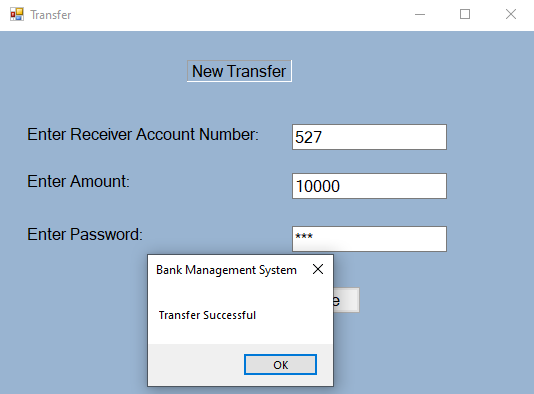 Transfer
New Transfer
Enter Receiver Account Number: 527
Enter Amount: 10000
Enter Password: ***
Bank Management System
Transfer Successful
OK